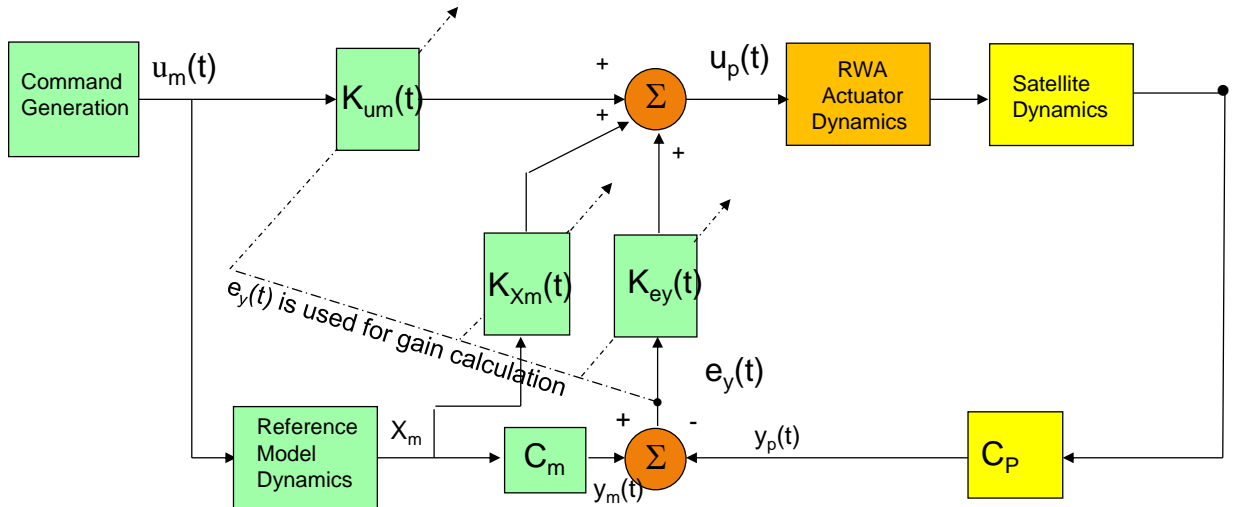 Command
Generation
u_m(t)
K_um(t)
+
+
Σ
+
u_p(t)
RWA
Actuator
Dynamics
Satellite
Dynamics
K_Xm(t)
K_ey(t)
e_y(t) is used for gain calculation
e_y(t)
Reference
Model
Dynamics
X_m
C_m
y_m(t)
+
-
Σ
y_p(t)
C_P